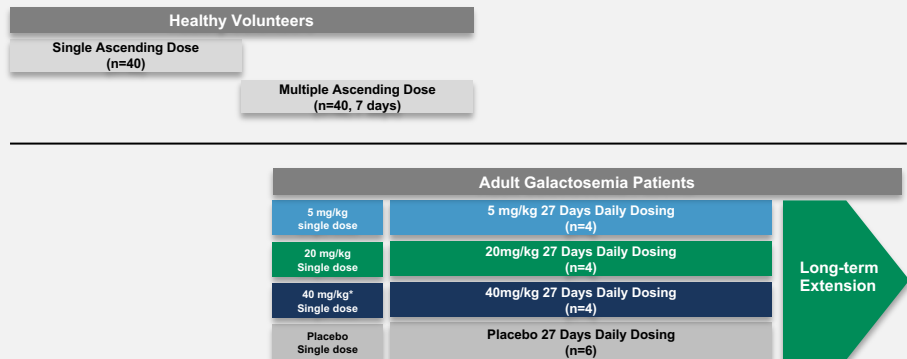 Healthy Volunteers
Single Ascending Dose
(n=40)
Multiple Ascending Dose
(n=40, 7 days)
Adult Galactosemia Patients
5 mg/kg
single dose
5 mg/kg 27 Days Daily Dosing
(n=4)
20 mg/kg
Single dose
20mg/kg 27 Days Daily Dosing
(n=4)
40 mg/kg*
Single dose
40mg/kg 27 Days Daily Dosing
(n=4)
Placebo
Single dose
Placebo 27 Days Daily Dosing
(n=6)
Long-term
Extension